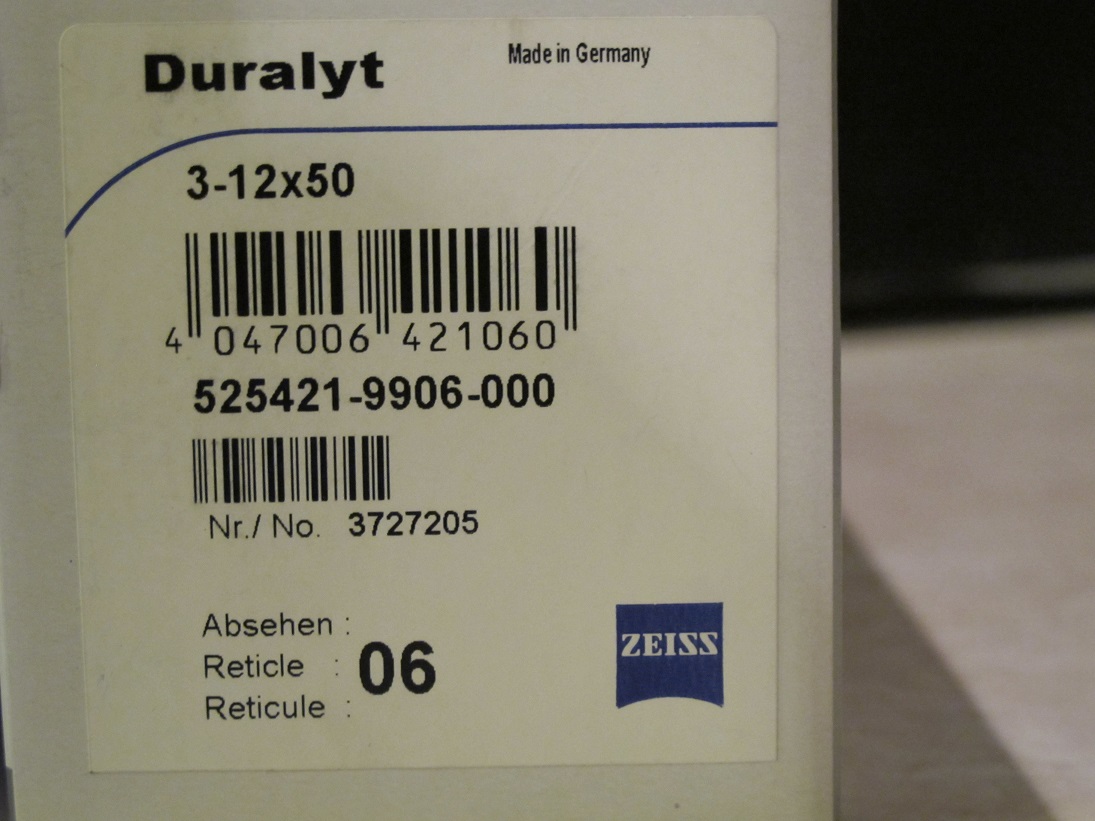 Duralyt
Made in Germany
3-12x50
4 047006 421060
525421-9906-000
Nr./ No. 3727205
Absehen :
Reticle :
Reticule :
06
ZEISS